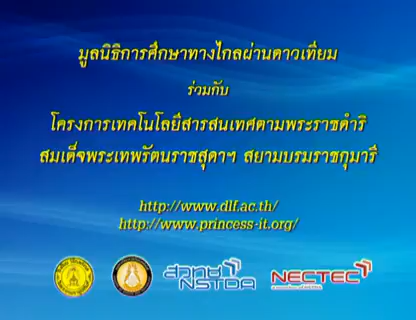 มูลนิธิการศึกษาทางไกลผ่านดาวเทียม
ร่วมกับ
โครงการเทคโนโลยีสารสนเทศตามพระราชดำริ
สมเด็จพระเทพรัตนราชสุดาฯ สยามบรมราชกุมารี
http://www.dlf.ac.th/
http://www.princess-it.org/
สวทช
NSTDA
NECTEC